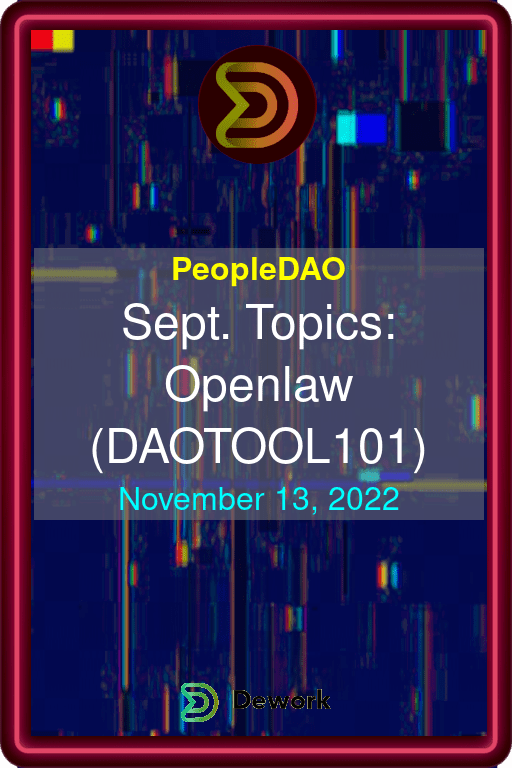 PeopleDAO
Sept. Topics:
Openlaw
(DAOTOOL101)
November 13, 2022
Dework